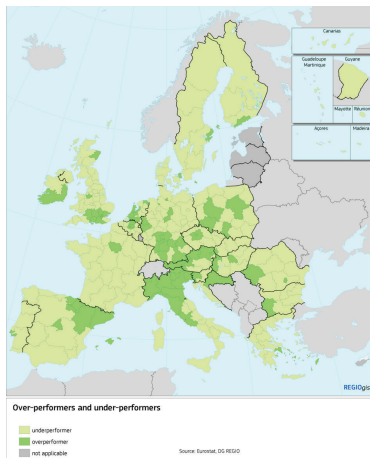 Canarias
Guadeloupe
Martinique
Guyane
Mayotte
Réunion
Açores
Madeira
REGIOgis
Over-performers and under-performers
underperformer
overperformer
not applicable
Source: Eurostat, DG REGIO